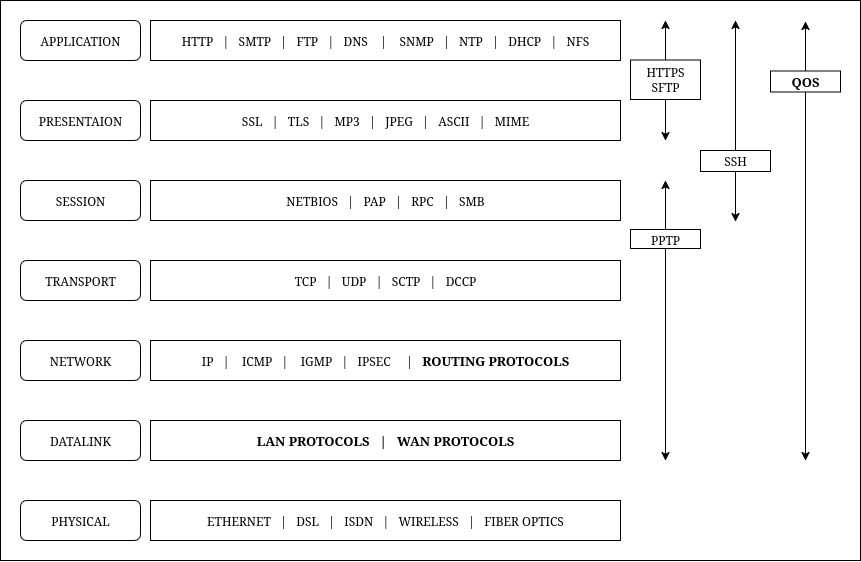 APPLICATION
HTTP | SMTP | FTP | DNS | SNMP | NTP | DHCP | NFS
HTTPS
SFTP
QOS
PRESENTAION
SSL | TLS | MP3 | JPEG | ASCII | MIME
SSH
SESSION
NETBIOS | PAP | RPC | SMB
PPTP
TRANSPORT
TCP | UDP | SCTP | DCCP
NETWORK
IP | ICMP | IGMP | IPSEC | ROUTING PROTOCOLS
DATALINK
LAN PROTOCOLS | WAN PROTOCOLS
PHYSICAL
ETHERNET | DSL | ISDN | WIRELESS | FIBER OPTICS